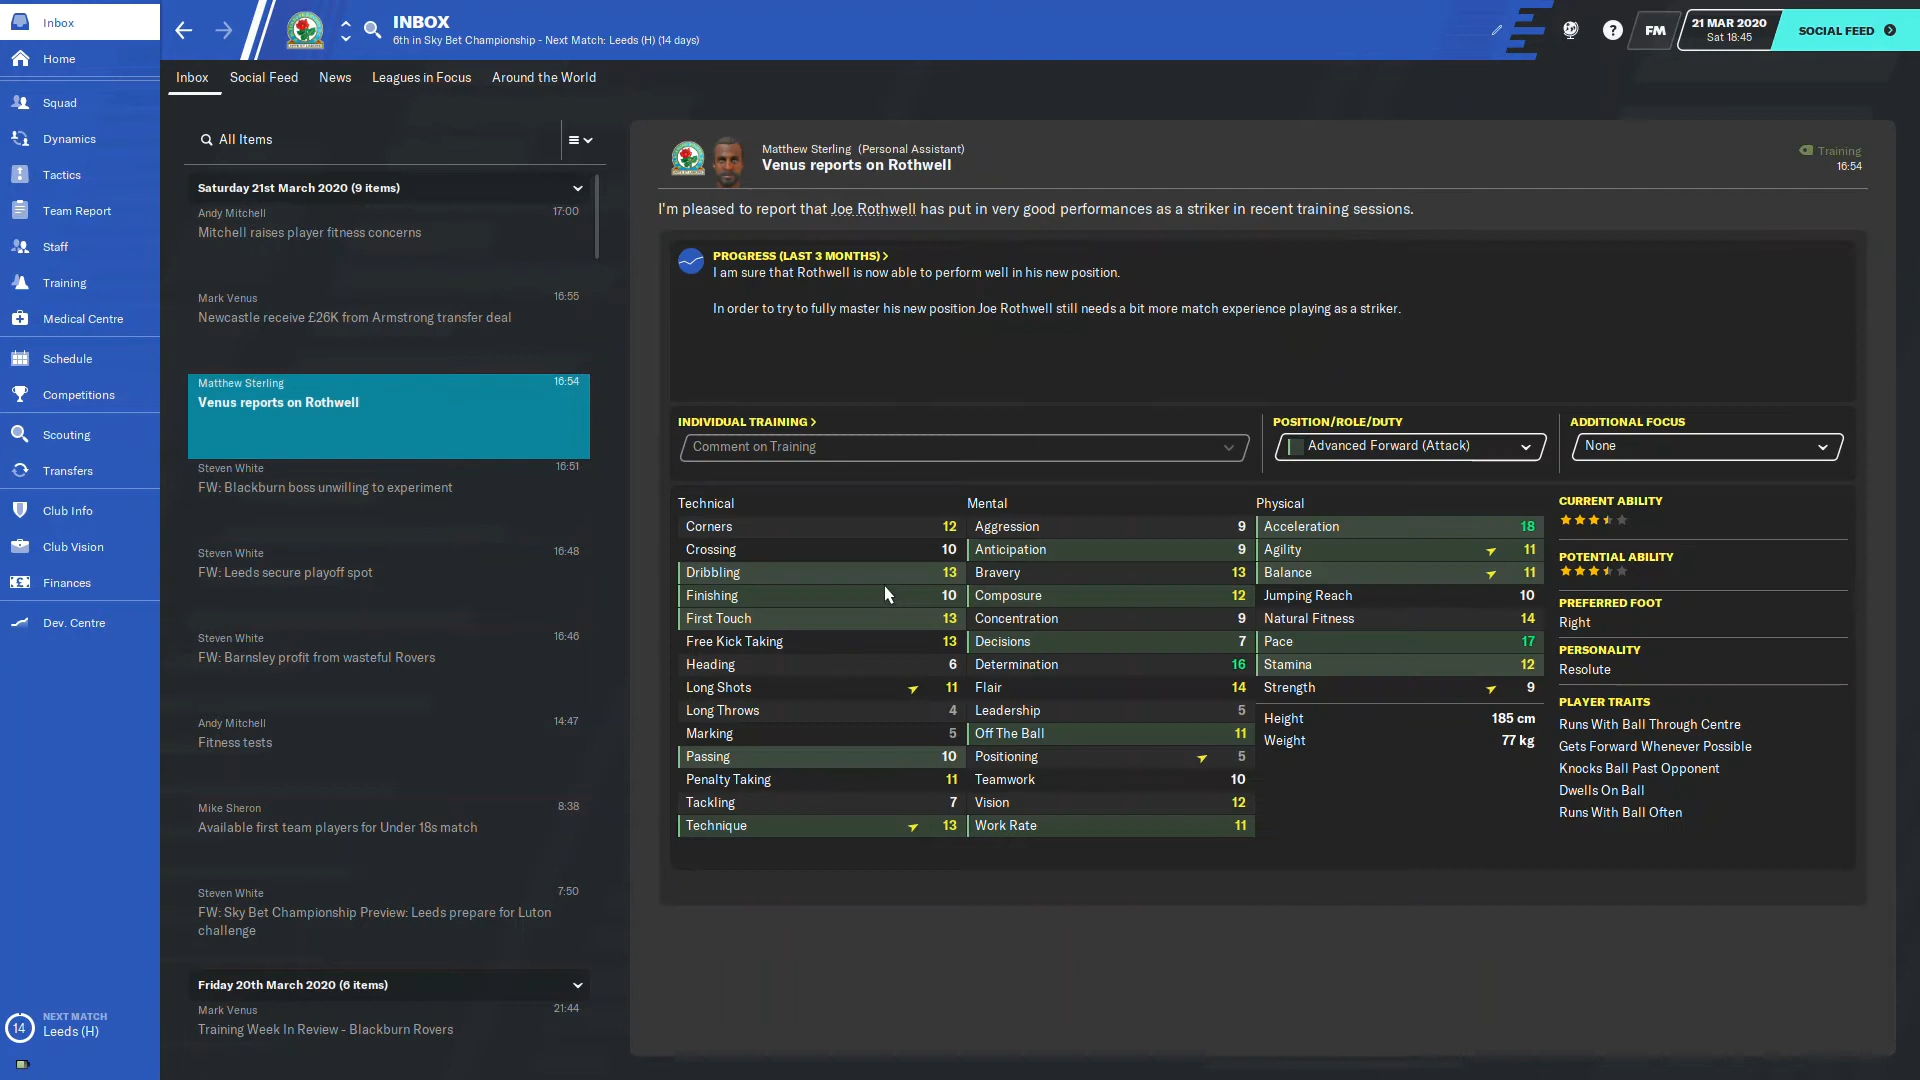 Inbox
Home
Squad
Dynamics
Tactics
Team Report
Staff
Training
Medical Centre
Schedule
Competitions
Scouting
Transfers
Club Info
Club Vision
Finances
Dev. Centre
14
NEXT MATCH
Leeds (H)
INBOX
6th in Sky Bet Championship - Next Match: Leeds (H) (14 days)
?
FM
21 MAR 2020
Sat 18:45
SOCIAL FEED
Inbox Social Feed News Leagues in Focus Around the World
All Items
Saturday 21st March 2020 (9 items)
Andy Mitchell 17:00
Mitchell raises player fitness concerns
Mark Venus 16:55
Newcastle receive £26K from Armstrong transfer deal
Matthew Sterling 16:54
Venus reports on Rothwell
Steven White 16:51
FW: Blackburn boss unwilling to experiment
Steven White 16:48
FW: Leeds secure playoff spot
Steven White 16:46
FW: Barnsley profit from wasteful Rovers
Andy Mitchell 14:47
Fitness tests
Mike Sheron 8:38
Available first team players for Under 18s match
Steven White 7:50
FW: Sky Bet Championship Preview: Leeds prepare for Luton
challenge
Friday 20th March 2020 (6 items)
Mark Venus 21:44
Training Week In Review - Blackburn Rovers
Matthew Sterling (Personal Assistant)
Venus reports on Rothwell
Training
16:54
I'm pleased to report that Joe Rothwell has put in very good performances as a striker in recent training sessions.
PROGRESS (LAST 3 MONTHS) >
I am sure that Rothwell is now able to perform well in his new position.
In order to try to fully master his new position Joe Rothwell still needs a bit more match experience playing as a striker.
INDIVIDUAL TRAINING > POSITION/ROLE/DUTY ADDITIONAL FOCUS
Comment on Training Advanced Forward (Attack) None
Technical
Corners 12
Crossing 10
Dribbling 13
Finishing 10
First Touch 13
Free Kick Taking 13
Heading 6
Long Shots 11
Long Throws 4
Marking 5
Passing 10
Penalty Taking 11
Tackling 7
Technique 13
Mental
Aggression 9
Anticipation 9
Bravery 13
Composure 12
Concentration 9
Decisions 7
Determination 16
Flair 14
Leadership 5
Off The Ball 11
Positioning 5
Teamwork 10
Vision 12
Work Rate 11
Physical
Acceleration 18
Agility 11
Balance 11
Jumping Reach 10
Natural Fitness 14
Pace 17
Stamina 12
Strength 9
Height 185 cm
Weight 77 kg
CURRENT ABILITY
POTENTIAL ABILITY
PREFERRED FOOT
Right
PERSONALITY
Resolute
PLAYER TRAITS
Runs With Ball Through Centre
Gets Forward Whenever Possible
Knocks Ball Past Opponent
Dwells On Ball
Runs With Ball Often